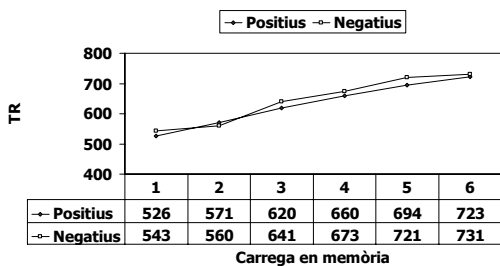 Positius Negatius
800
700
600
500
400
TR
1 2 3 4 5 6
Positius 526 571 620 660 694 723
Negatius 543 560 641 673 721 731
Carrega en memòria